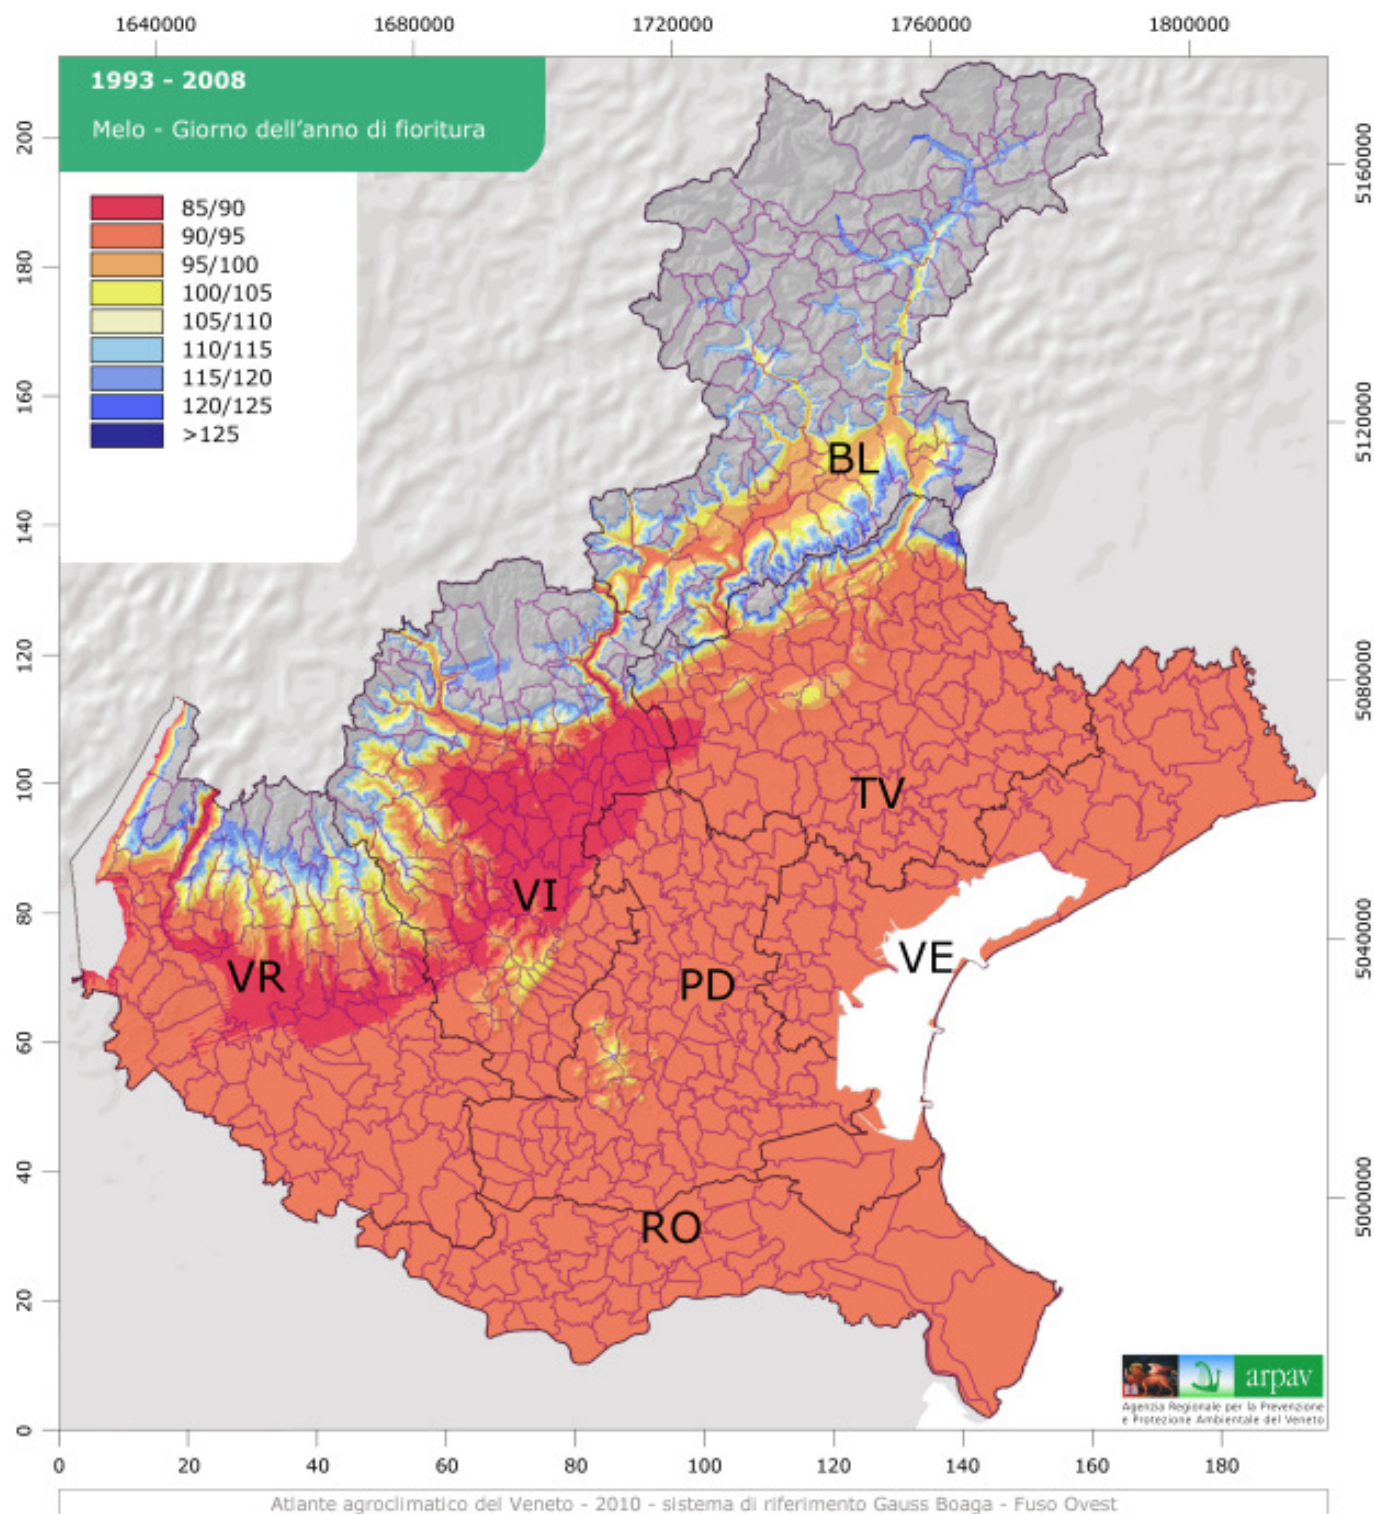 1640000 1680000 1720000 1760000 1800000
1993 - 2008
Melo - Giorno dell'anno di fioritura
85/90
90/95
95/100
100/105
105/110
110/115
115/120
120/125
>125
200
180
160
140
120
100
80
60
40
20
0
5160000
5120000
5080000
5040000
5000000
BL
TV
VI
VE
VR
PD
RO
arpav
Agenzia Regionale per la Prevenzione
e Protezione Ambientale del Veneto
0 20 40 60 80 100 120 140 160 180
Atlante agroclimatico del Veneto - 2010 - sistema di riferimento Gauss Boaga - Fuso Ovest